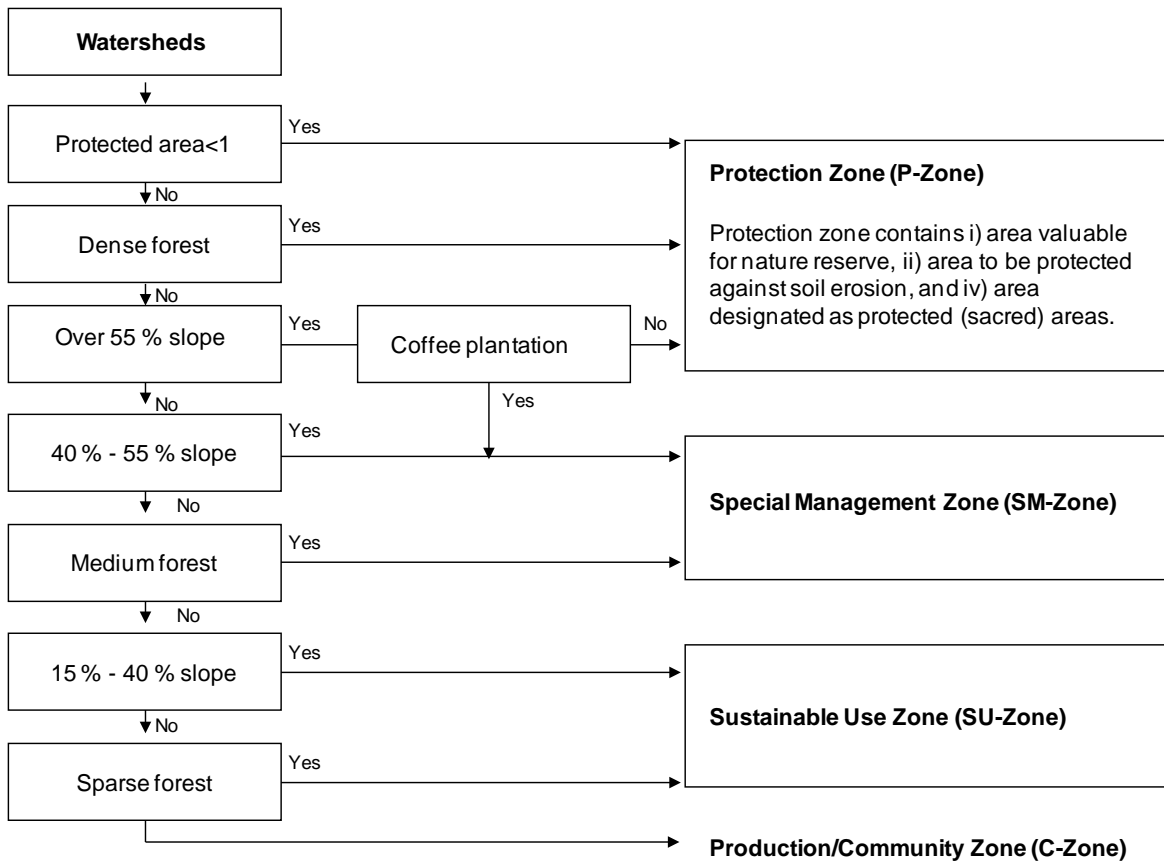 Watersheds
Protected area<1
Yes
No
Dense forest
Yes
No
Over 55 % slope
Yes
Coffee plantation
No
Yes
No
40 % - 55 % slope
Yes
No
Medium forest
Yes
No
15 % - 40 % slope
Yes
No
Sparse forest
Yes
Protection Zone (P-Zone)
Protection zone contains i) area valuable
for nature reserve, ii) area to be protected
against soil erosion, and iv) area
designated as protected (sacred) areas.
Special Management Zone (SM-Zone)
Sustainable Use Zone (SU-Zone)
Production/Community Zone (C-Zone)